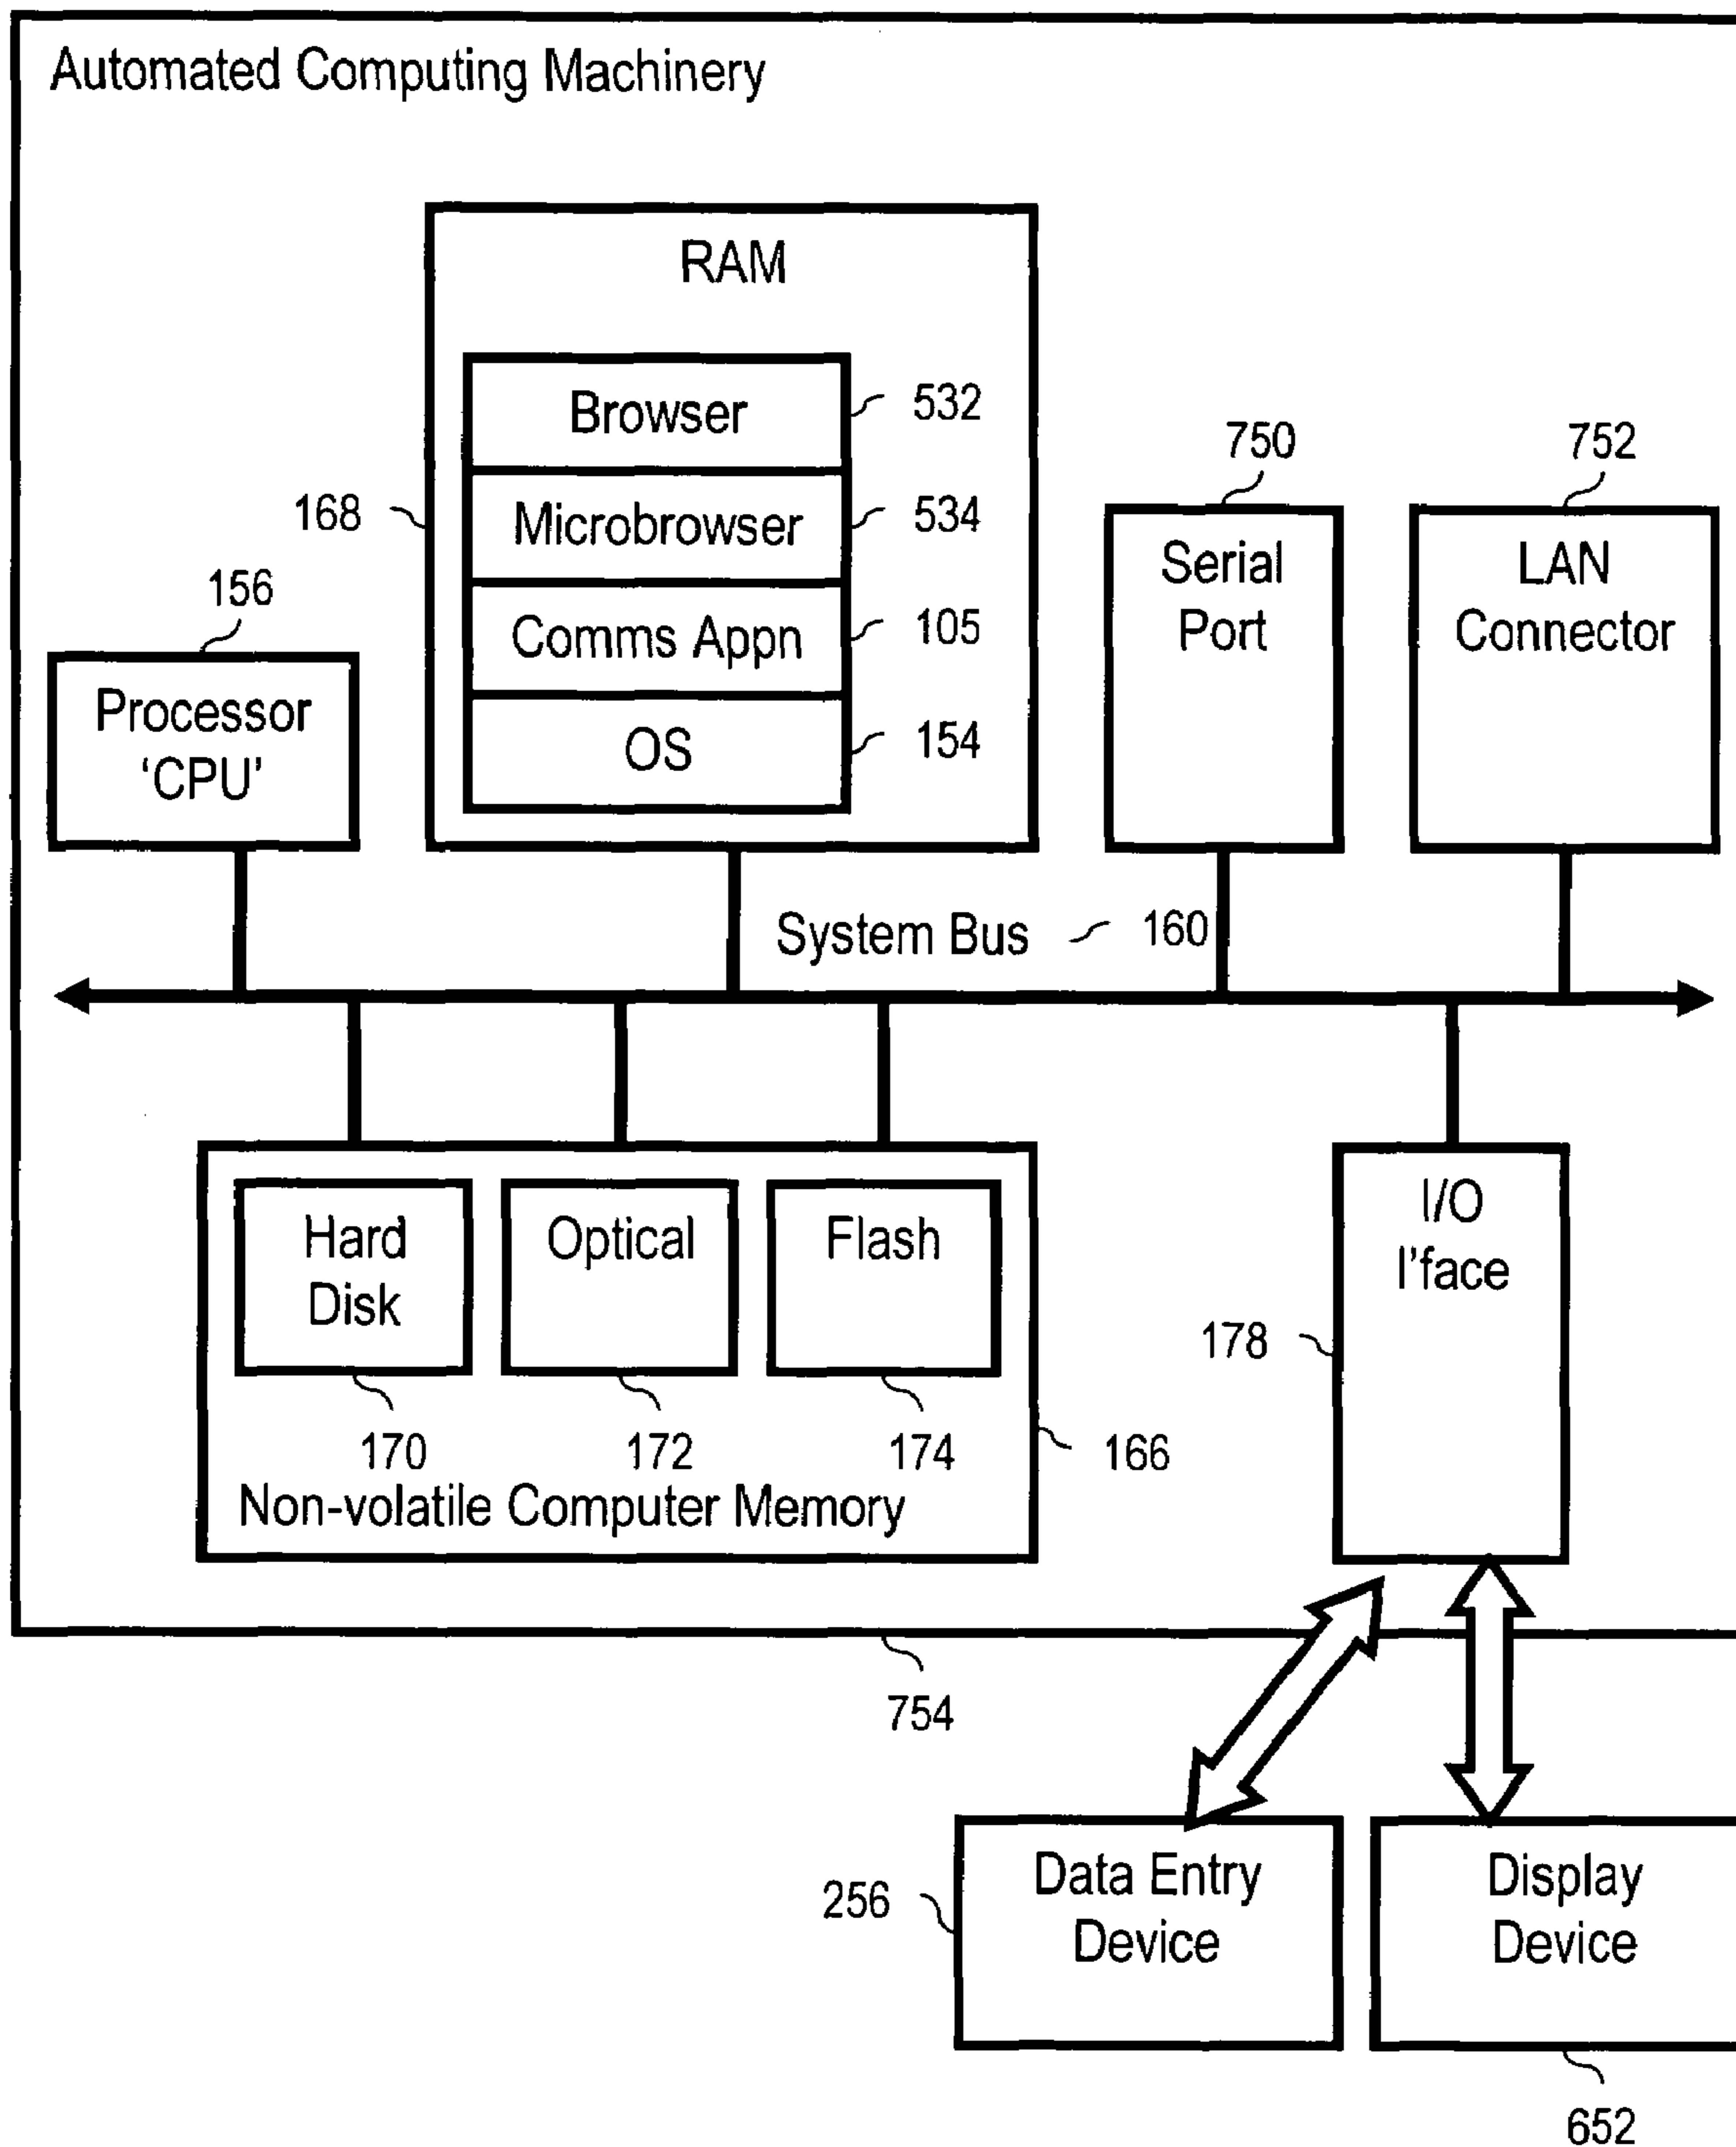 Automated Computing Machinery
RAM
Browser
532
Microbrowser
534
Comms Appn
105
OS
154
168
156
Processor
‘CPU’
750
Serial
Port
752
LAN
Connector
System Bus
160
Hard
Disk
170
Optical
172
Flash
174
166
Non-volatile Computer Memory
I/O
I'face
178
754
256
Data Entry
Device
Display
Device
652